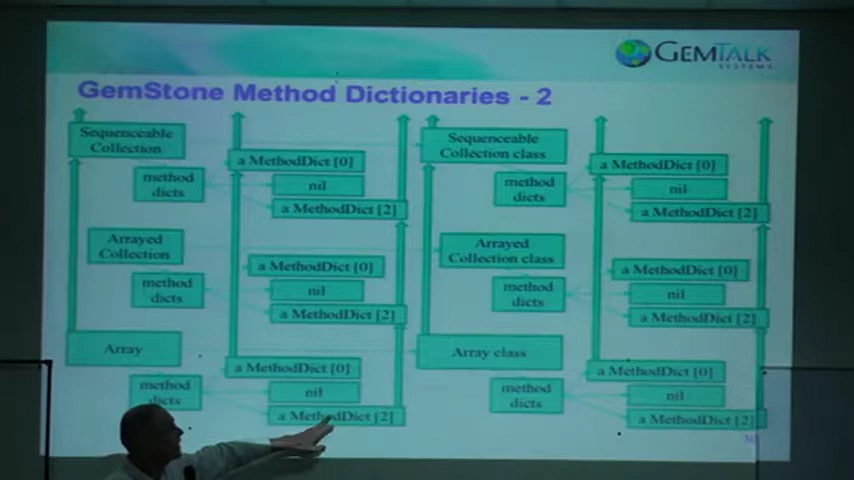 GEMTALK
SYSTEMS
GemStone Method Dictionaries - 2
Sequenceable
Collection
a MethodDict [0]
method
dicts
nil
a MethodDict [2]
Arrayed
Collection
a MethodDict [0]
method
dicts
nil
a MethodDict [2]
Array
a MethodDict [0]
method
dicts
nil
a MethodDict [2]
Sequenceable
Collection class
a MethodDict [0]
method
dicts
nil
a MethodDict [2]
Arrayed
Collection class
a MethodDict [0]
method
dicts
nil
a MethodDict [2]
Array class
a MethodDict [0]
method
dicts
nil
a MethodDict [2]